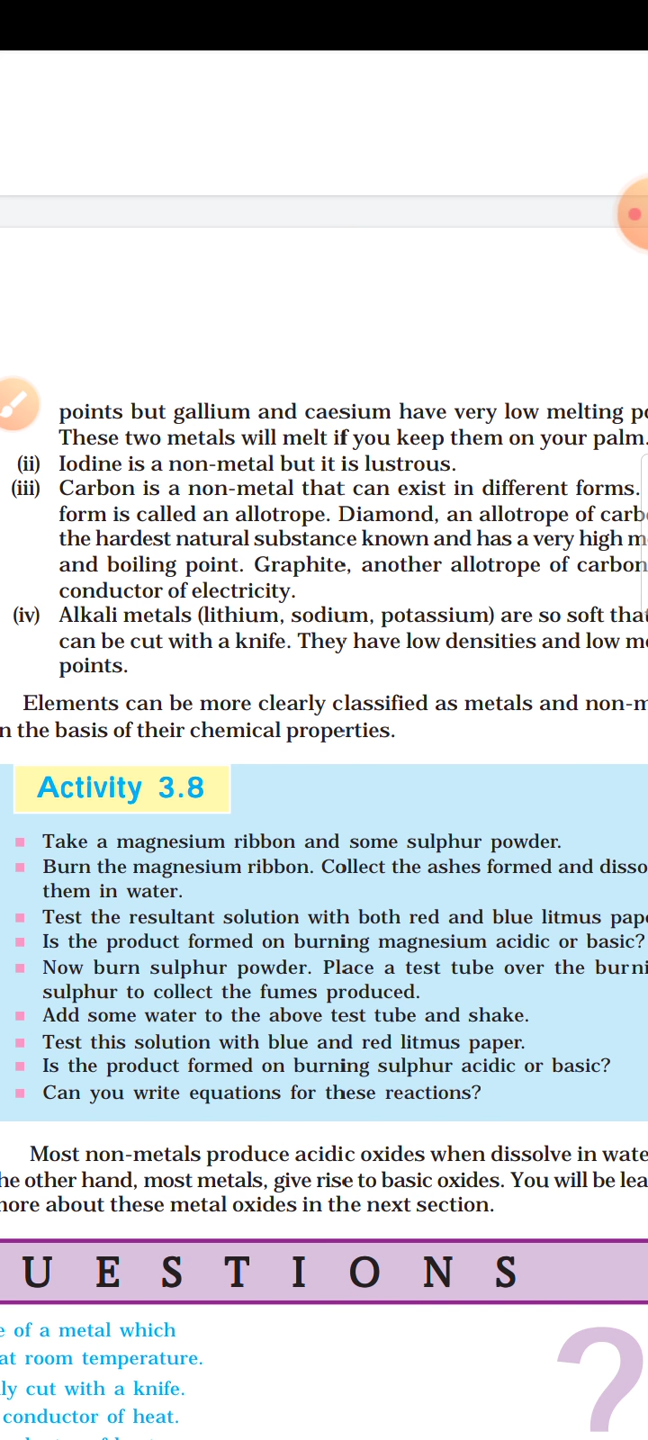 points but gallium and caesium have very low melting
These two metals will melt if you keep them on your palm.
(ii) Iodine is a non-metal but it is lustrous.
(iii) Carbon is a non-metal that can exist in different forms.
form is called an allotrope. Diamond, an allotrope of
the hardest natural substance known and has a very high
and boiling point. Graphite, another allotrope of carbon
conductor of electricity.
(iv) Alkali metals (lithium, sodium, potassium) are so soft that
can be cut with a knife. They have low densities and low
points.
Elements can be more clearly classified as metals and
the basis of their chemical properties.
Activity 3.8
Take a magnesium ribbon and some sulphur powder.
Burn the magnesium ribbon. Collect the ashes formed and
them in water.
Test the resultant solution with both red and blue litmus
Is the product formed on burning magnesium acidic or basic?
Now burn sulphur powder. Place a test tube over the
sulphur to collect the fumes produced.
Add some water to the above test tube and shake.
Test this solution with blue and red litmus paper.
Is the product formed on burning sulphur acidic or basic?
Can you write equations for these reactions?
Most non-metals produce acidic oxides when dissolve in
other hand, most metals, give rise to basic oxides. You will be
about these metal oxides in the next section.
U E S T I O N S
of a metal which
at room temperature.
cut with a knife.
conductor of heat.
?